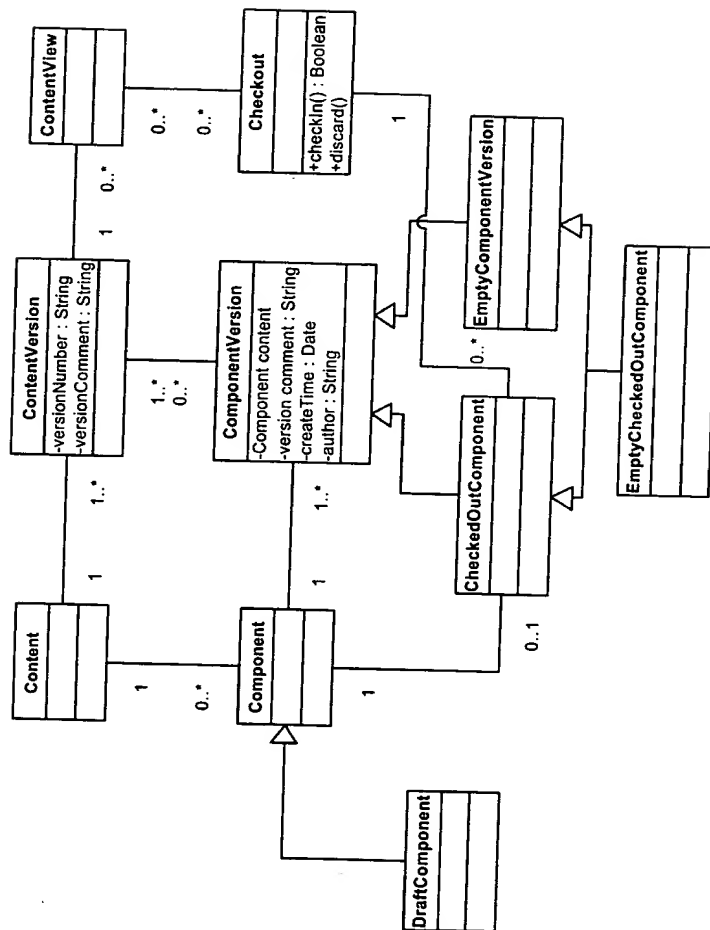 ContentView
0..*
1
0..*
0..*
ContentVersion
-versionNumber : String
-versionComment : String
Checkout
+checkIn() : Boolean
+discard()
1
1..*
1
1..*
0..*
ComponentVersion
-Component content
-version comment : String
-createTime : Date
-author : String
Content
1
0..*
1..*
1
Component
EmptyComponentVersion
0..*
CheckedOutComponent
1
0..1
EmptyCheckedOutComponent
DraftComponent